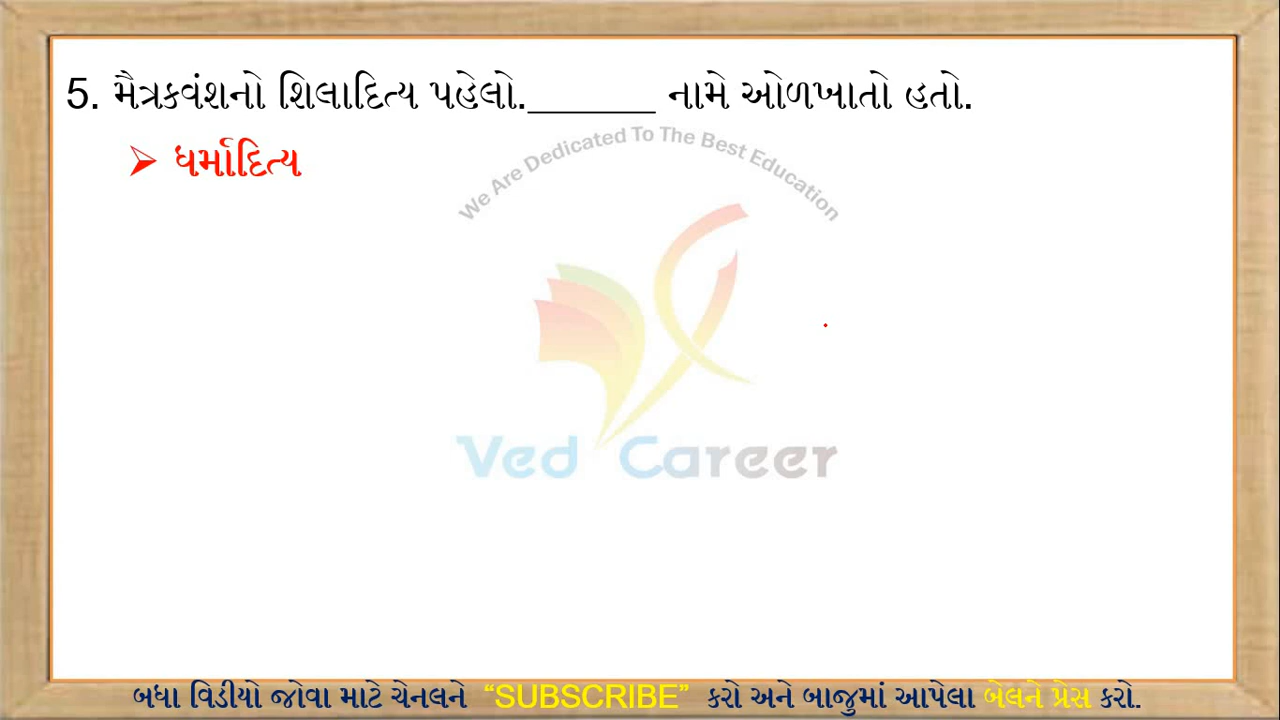 5. મૈત્રકવંશનો શિલાદિત્ય પહેલો.______ નામે ઓળખાતો હતો.
➢ ધર્માદિત્ય
We Are Dedicated To The Best Education
Ved Career
બધા વિડીયો જોવા માટે ચેનલને “SUBSCRIBE” કરો અને બાજુમાં આપેલા બેલને પ્રેસ કરો.